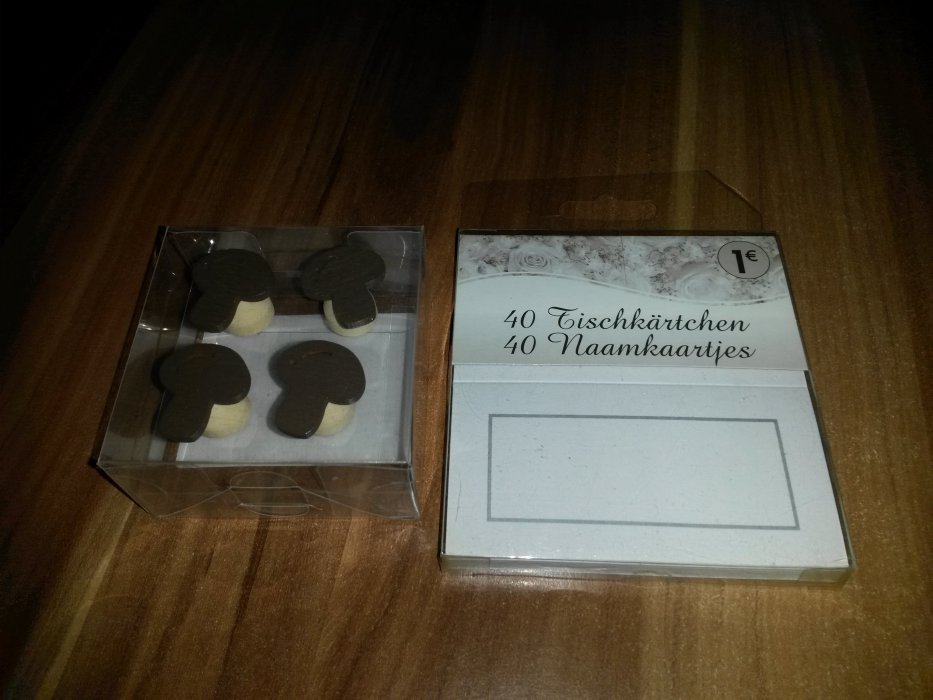 1€
40 Tischkärtchen
40 Naamkaartjes